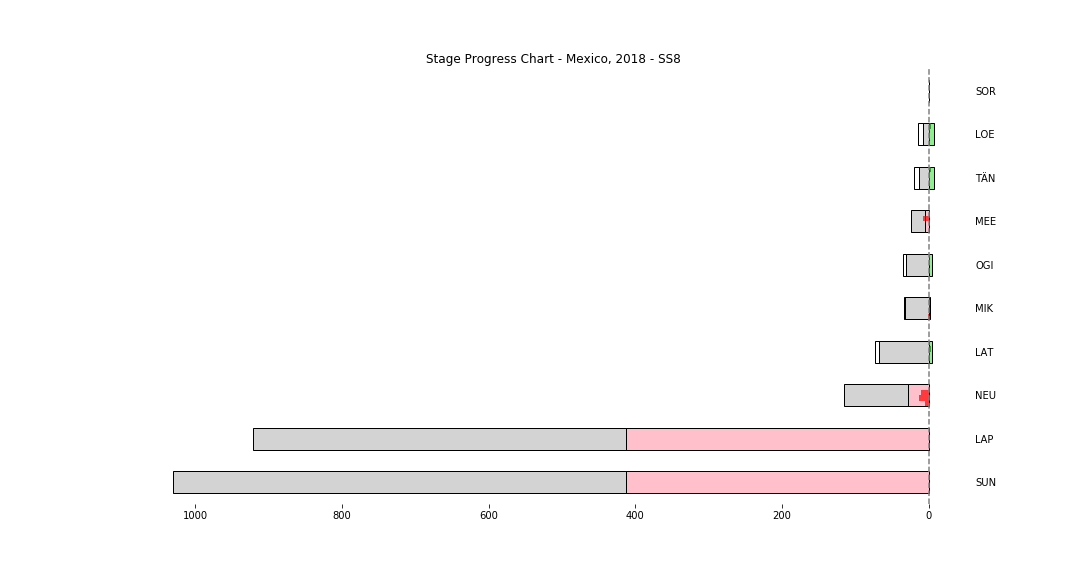 Stage Progress Chart - Mexico, 2018 - SS8
SOR
LOE
TÄN
MEE
OGI
MIK
LAT
NEU
LAP
SUN
1000 800 600 400 200 0